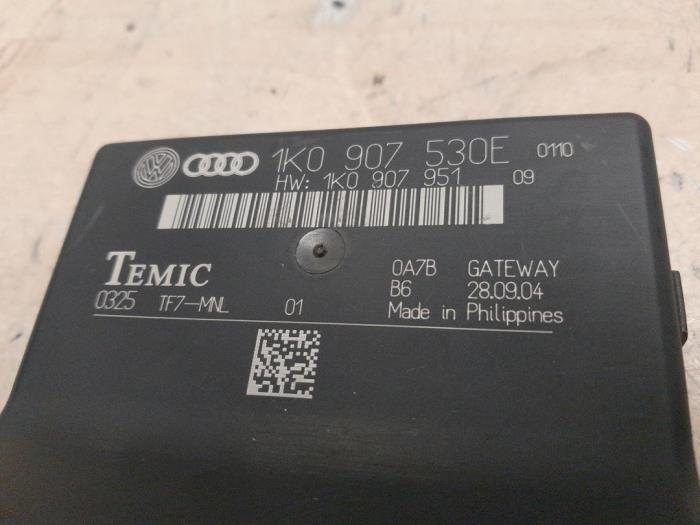 1K0 907 530E 0110
HW: 1K0 907 951 09
TEMIC
0325 TF7-MNL 01
0A7B GATEWAY
B6 28.09.04
Made in Philippines